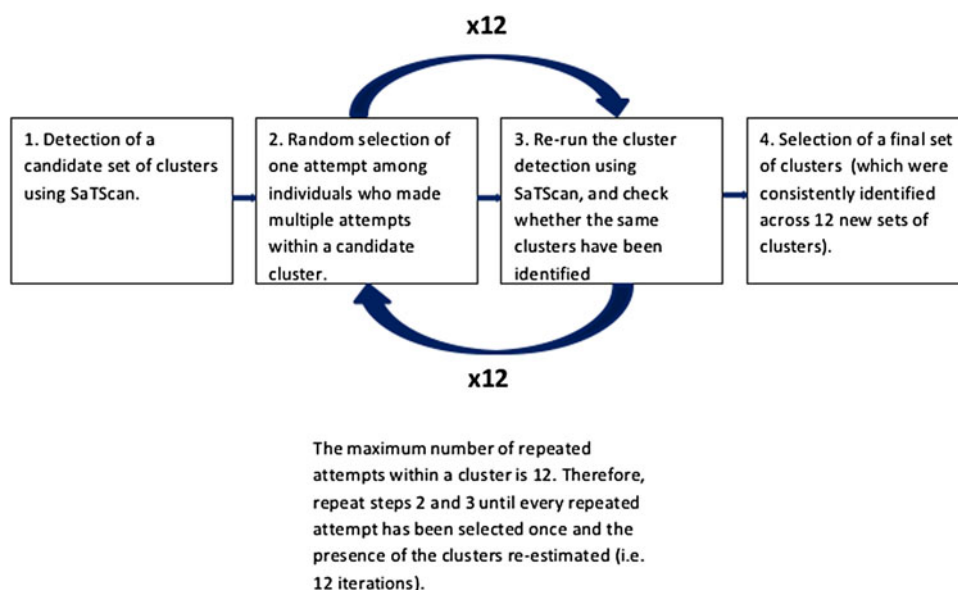 x12
1. Detection of a
candidate set of clusters
using SaTScan.
2. Random selection of
one attempt among
individuals who made
multiple attempts
within a candidate
cluster.
3. Re-run the cluster
detection using
SaTScan, and check
whether the same
clusters have been
identified
4. Selection of a final set
of clusters (which were
consistently identified
across 12 new sets of
clusters).
x12
The maximum number of repeated
attempts within a cluster is 12. Therefore,
repeat steps 2 and 3 until every repeated
attempt has been selected once and the
presence of the clusters re-estimated (i.e.
12 iterations).